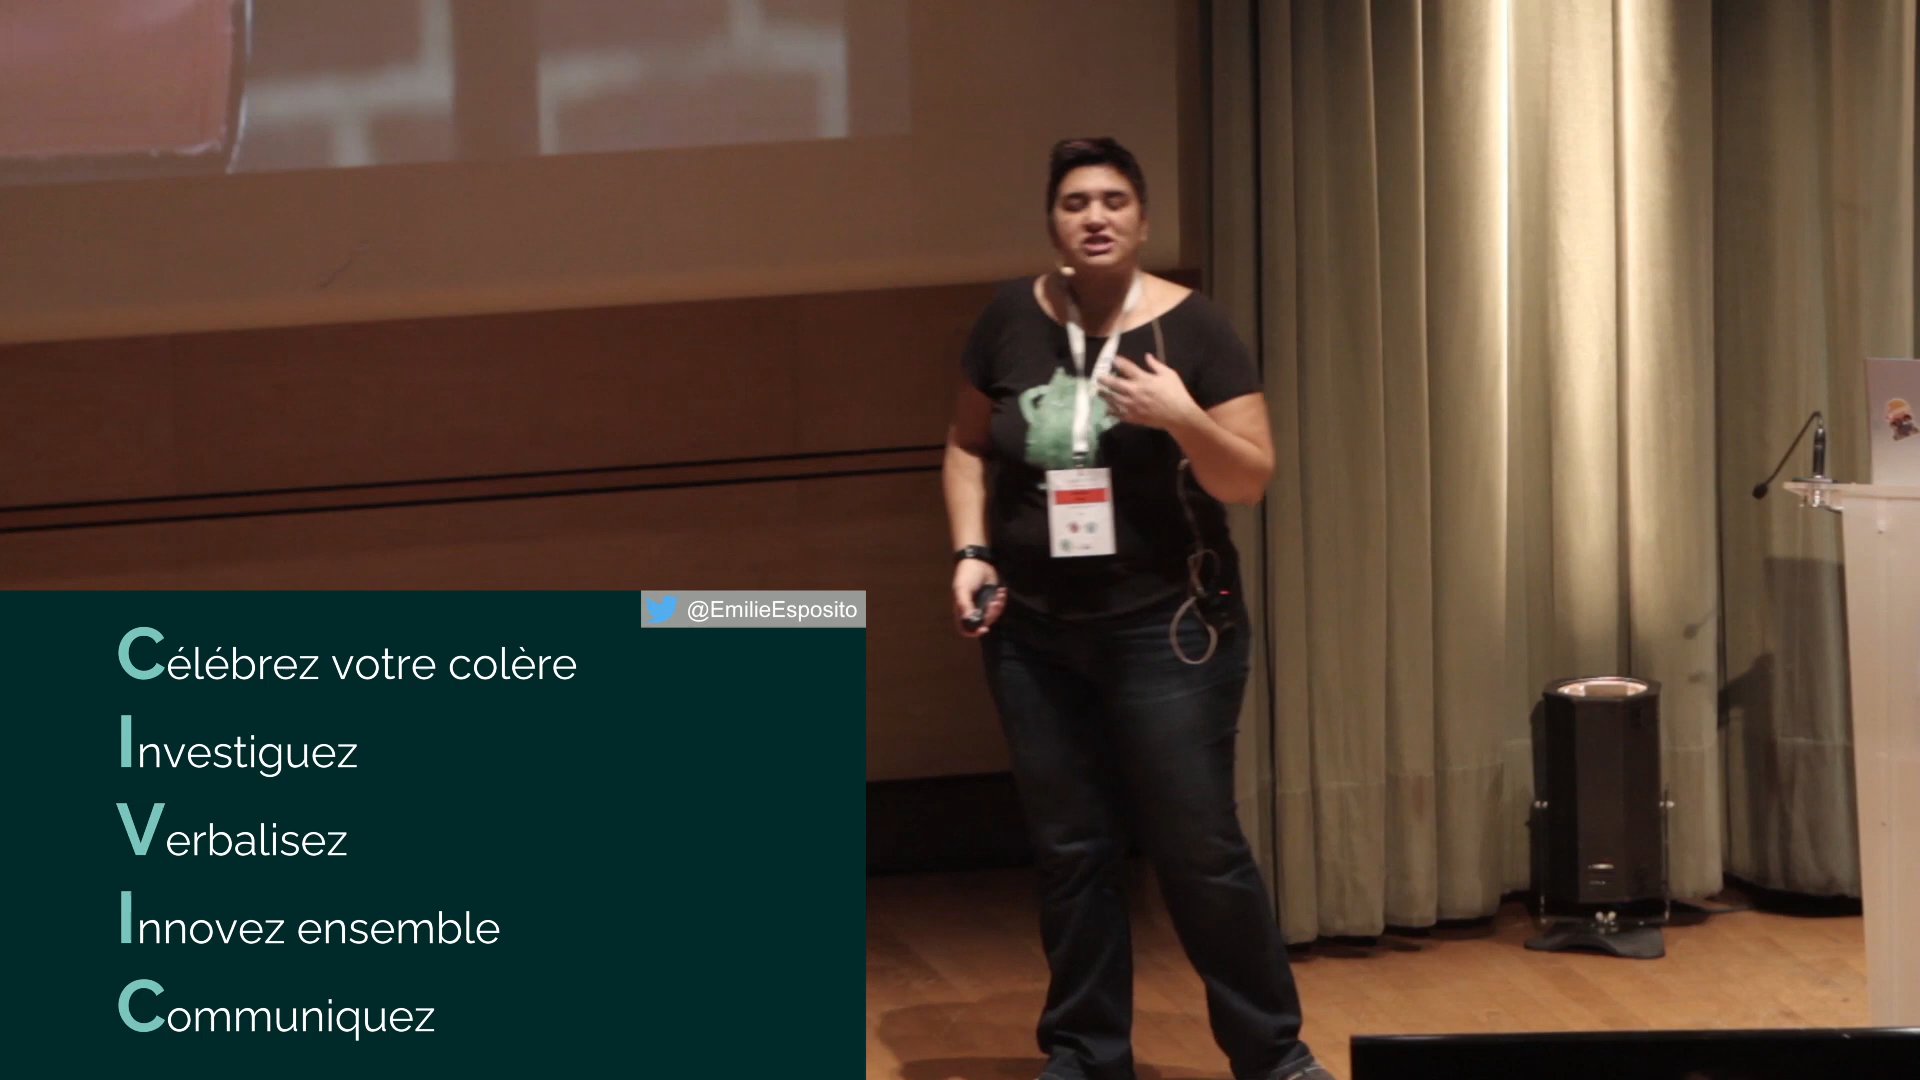 @EmilieEsposito
Célébrez votre colère
Investiguez
Verbalisez
Innovez ensemble
Communiquez